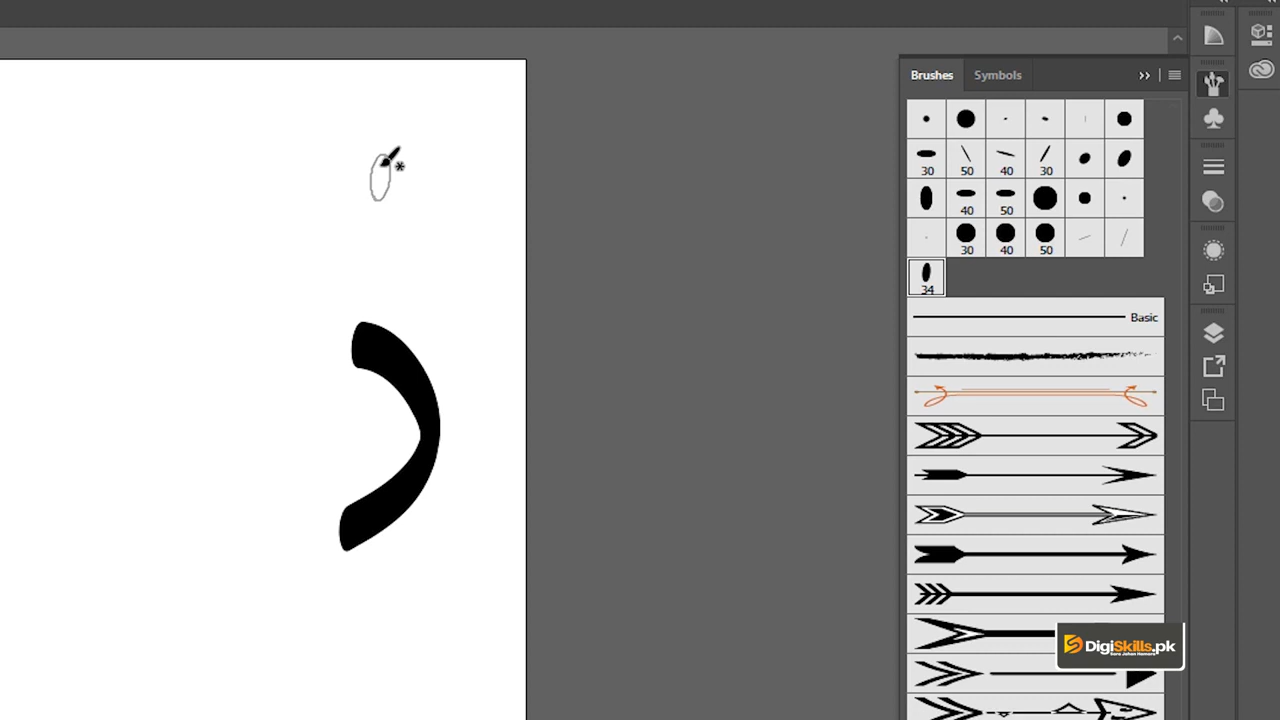 Brushes Symbols
30 50 40 30
40 50
30 40 50
34
Basic
DigiSkills.pk